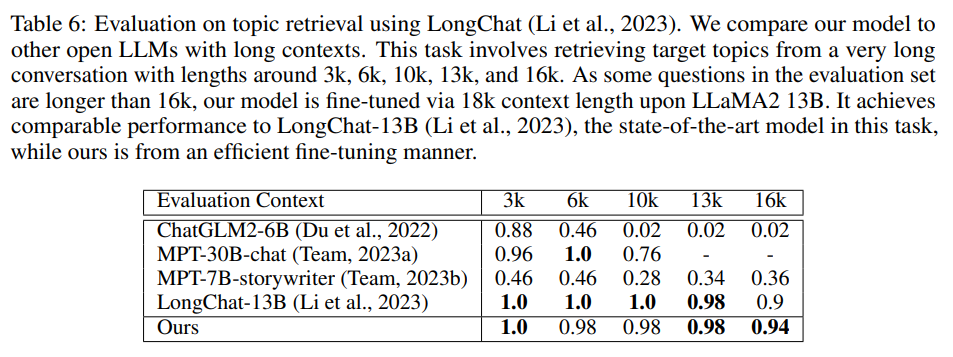 Table 6: Evaluation on topic retrieval using LongChat (Li et al., 2023). We compare our model to
other open LLMs with long contexts. This task involves retrieving target topics from a very long
conversation with lengths around 3k, 6k, 10k, 13k, and 16k. As some questions in the evaluation set
are longer than 16k, our model is fine-tuned via 18k context length upon LLaMA2 13B. It achieves
comparable performance to LongChat-13B (Li et al., 2023), the state-of-the-art model in this task,
while ours is from an efficient fine-tuning manner.
Evaluation Context 3k 6k 10k 13k 16k
ChatGLM2-6B (Du et al., 2022) 0.88 0.46 0.02 0.02 0.02
MPT-30B-chat (Team, 2023a) 0.96 1.0 0.76 - -
MPT-7B-storywriter (Team, 2023b) 0.46 0.46 0.28 0.34 0.36
LongChat-13B (Li et al., 2023) 1.0 1.0 1.0 0.98 0.9
Ours 1.0 0.98 0.98 0.98 0.94